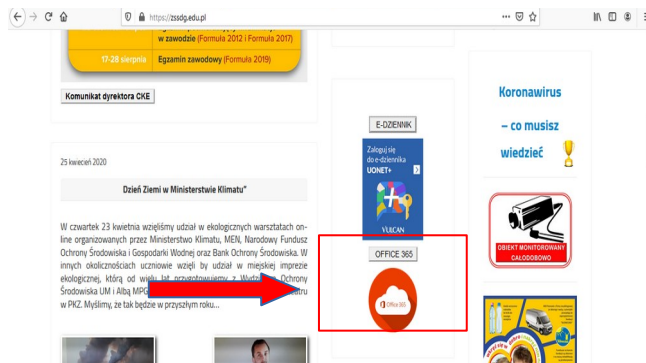 https://zssdg.edu.pl
w zawodzie (Formuła 2012 i Formuła 2017)
17-28 sierpnia Egzamin zawodowy (Formuła 2019)
Komunikat dyrektora CKE
25 kwiecień 2020
Dzień Ziemi w Ministerstwie Klimatu"
W czwartek 23 kwietnia wzięliśmy udział w ekologicznych warsztatach on-
line organizowanych przez Ministerstwo Klimatu, MEN, Narodowy Fundusz
Ochrony Środowiska i Gospodarki Wodnej oraz Bank Ochrony Środowiska. W
innych okolicznościach uczniowie wzięli by udział w miejskiej imprezie
ekologicznej, którą od wielu lat przygotowujemy z Wydziałem Ochrony
Środowiska UM i Albą MPG
w PKZ. Myślimy, że tak będzie w przyszłym roku...
E-DZIENNIK
Zaloguj się
do e-dziennika
UONET+
VULCAN
OFFICE 365
Office 365
Koronawirus
– co musisz
wiedzieć
OBIEKT MONITOROWANY
CAŁODOBOWO